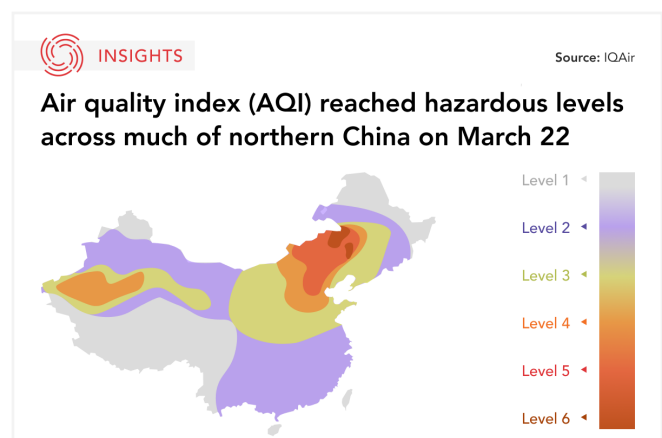 INSIGHTS
Source: IQAir
Air quality index (AQI) reached hazardous levels
across much of northern China on March 22
Level 1
Level 2
Level 3
Level 4
Level 5
Level 6